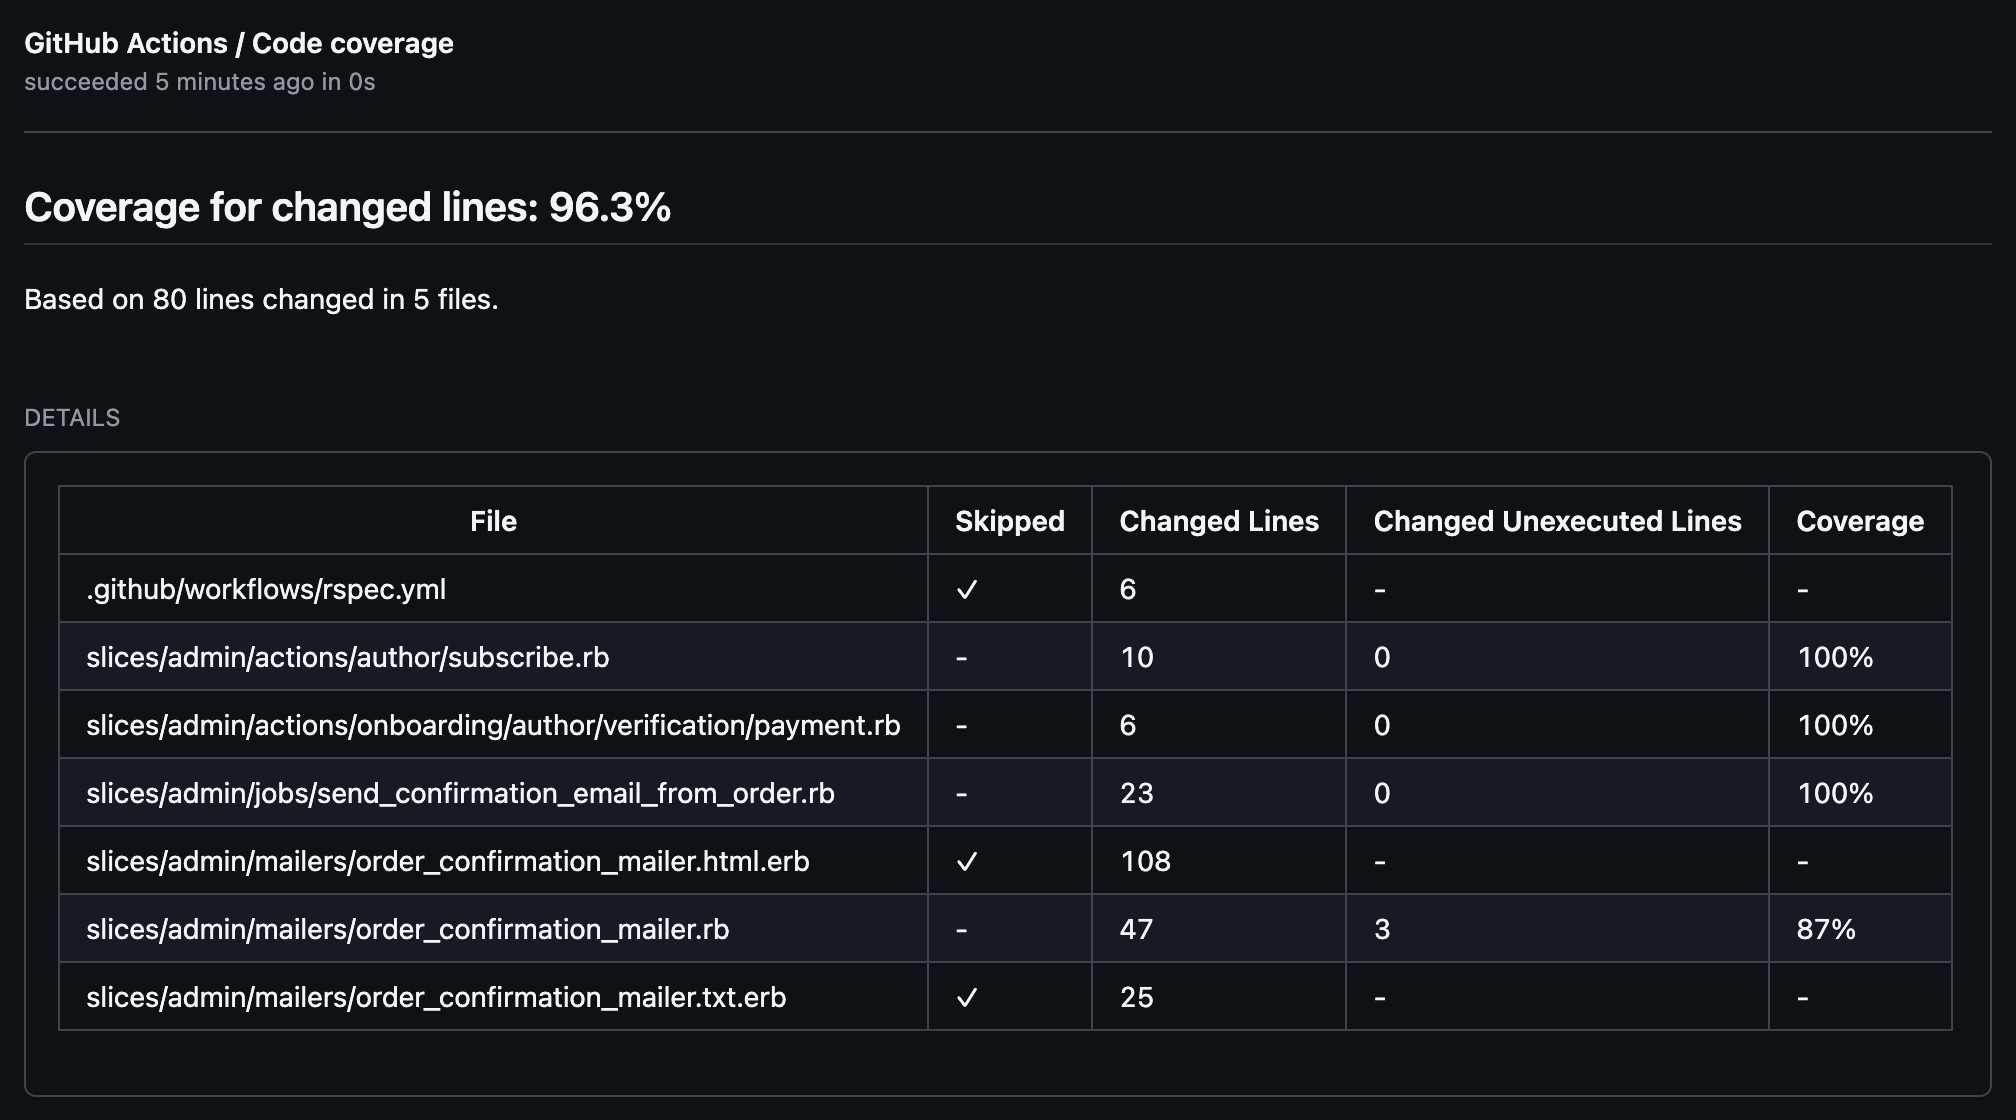 GitHub Actions / Code coverage
succeeded 5 minutes ago in 0s
Coverage for changed lines: 96.3%
Based on 80 lines changed in 5 files.
DETAILS
File Skipped Changed Lines Changed Unexecuted Lines Coverage
.github/workflows/rspec.yml ✓ 6 - -
slices/admin/actions/author/subscribe.rb - 10 0 100%
slices/admin/actions/onboarding/author/verification/payment.rb - 6 0 100%
slices/admin/jobs/send_confirmation_email_from_order.rb - 23 0 100%
slices/admin/mailers/order_confirmation_mailer.html.erb ✓ 108 - -
slices/admin/mailers/order_confirmation_mailer.rb - 47 3 87%
slices/admin/mailers/order_confirmation_mailer.txt.erb ✓ 25 - -